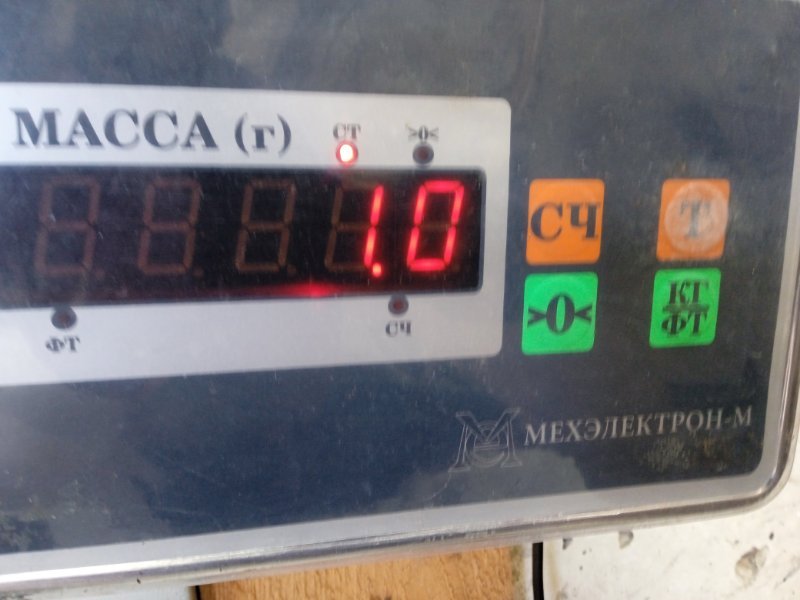 МАССА (г)
СТ
>0<
1.0
ФТ
СЧ
СЧ
Т
>0<
КГ
ФТ
МЕХЭЛЕКТРОН-М